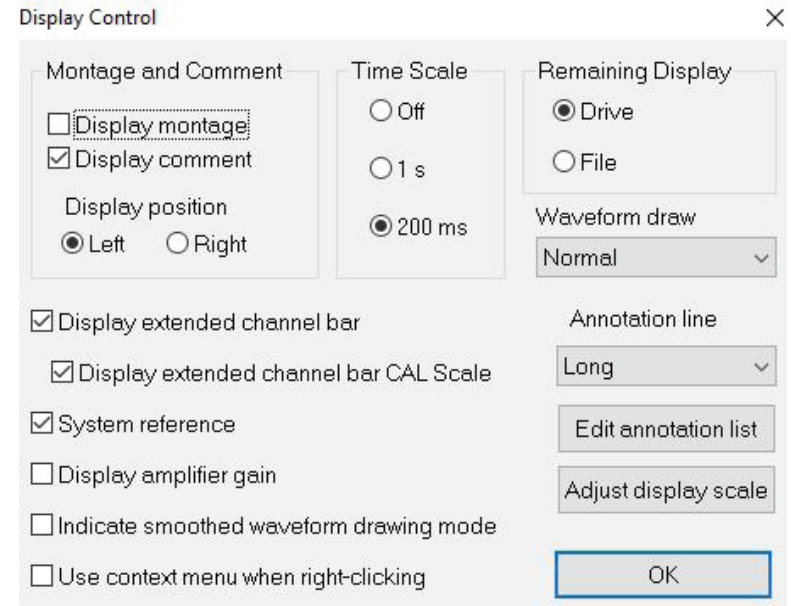 Display Control
Montage and Comment
Display montage
Display comment
Display position
Left
Right
Time Scale
Off
1 s
200 ms
Remaining Display
Drive
File
Waveform draw
Normal
Display extended channel bar
Display extended channel bar CAL Scale
System reference
Display amplifier gain
Indicate smoothed waveform drawing mode
Use context menu when right-clicking
Annotation line
Long
Edit annotation list
Adjust display scale
OK